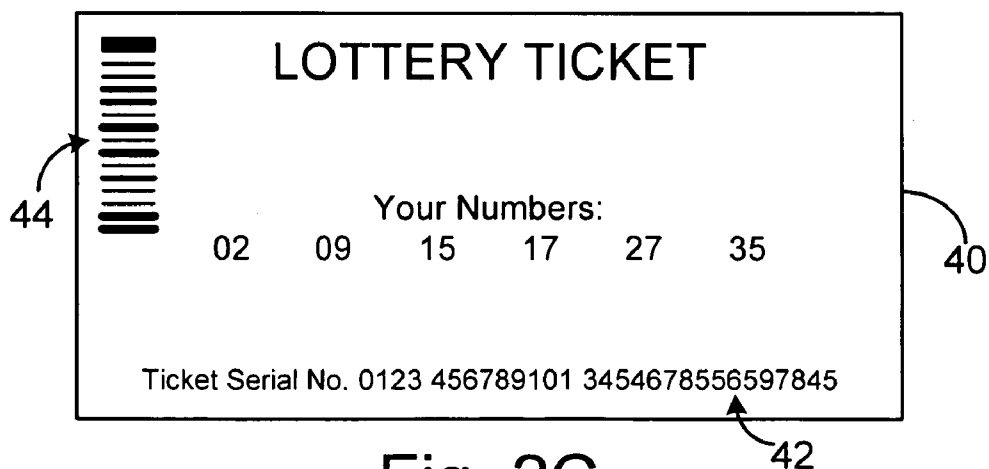 LOTTERY TICKET
44
Your Numbers:
02 09 15 17 27 35
40
Ticket Serial No. 0123 456789101 3454678556597845
42
Fig.